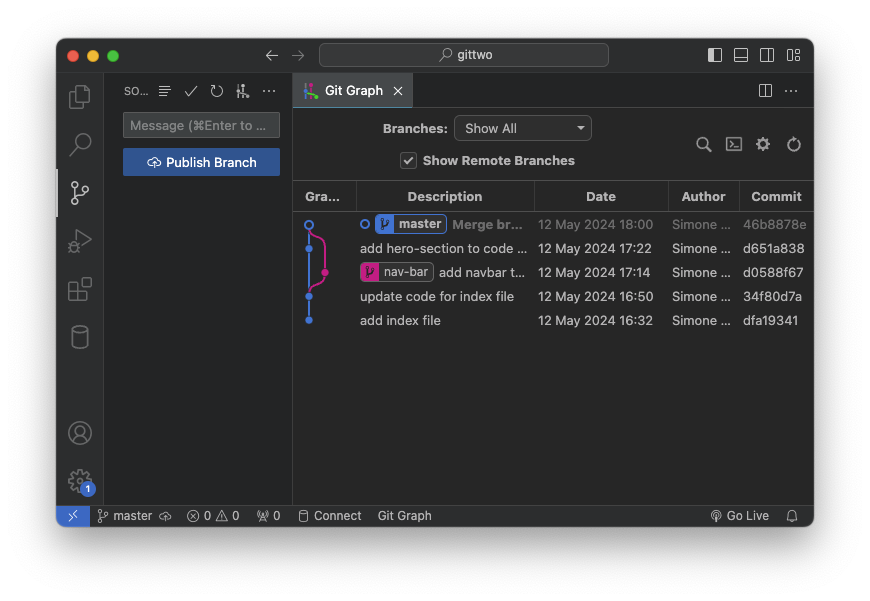 gittwo
SO...
Git Graph
Message (⌘Enter to ...
Publish Branch
Branches: Show All
Show Remote Branches
Gra... Description Date Author Commit
master Merge br... 12 May 2024 18:00 Simone ... 46b8878e
add hero-section to code ... 12 May 2024 17:22 Simone ... d651a838
nav-bar add navbar t... 12 May 2024 17:14 Simone ... d0588f67
update code for index file 12 May 2024 16:50 Simone ... 34f80d7a
add index file 12 May 2024 16:32 Simone ... dfa19341
1
master 0 0 0 Connect Git Graph Go Live